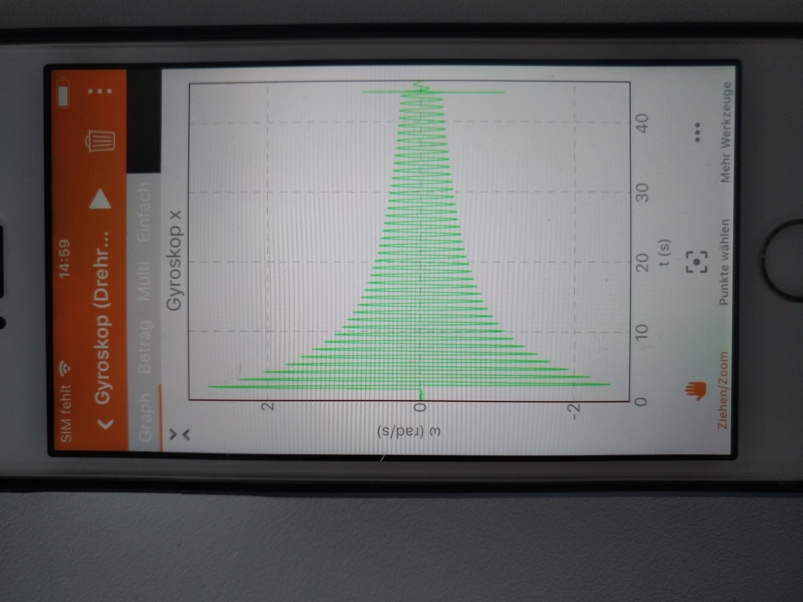 SIM fehlt 14:59
Gyroskop (Drehr...
Graph Betrag Multi Einfach
Gyroskop x
ω (rad/s)
2
0
-2
0 10 20 30 40
t (s)
Ziehen/Zoom Punkte wählen Mehr Werkzeuge